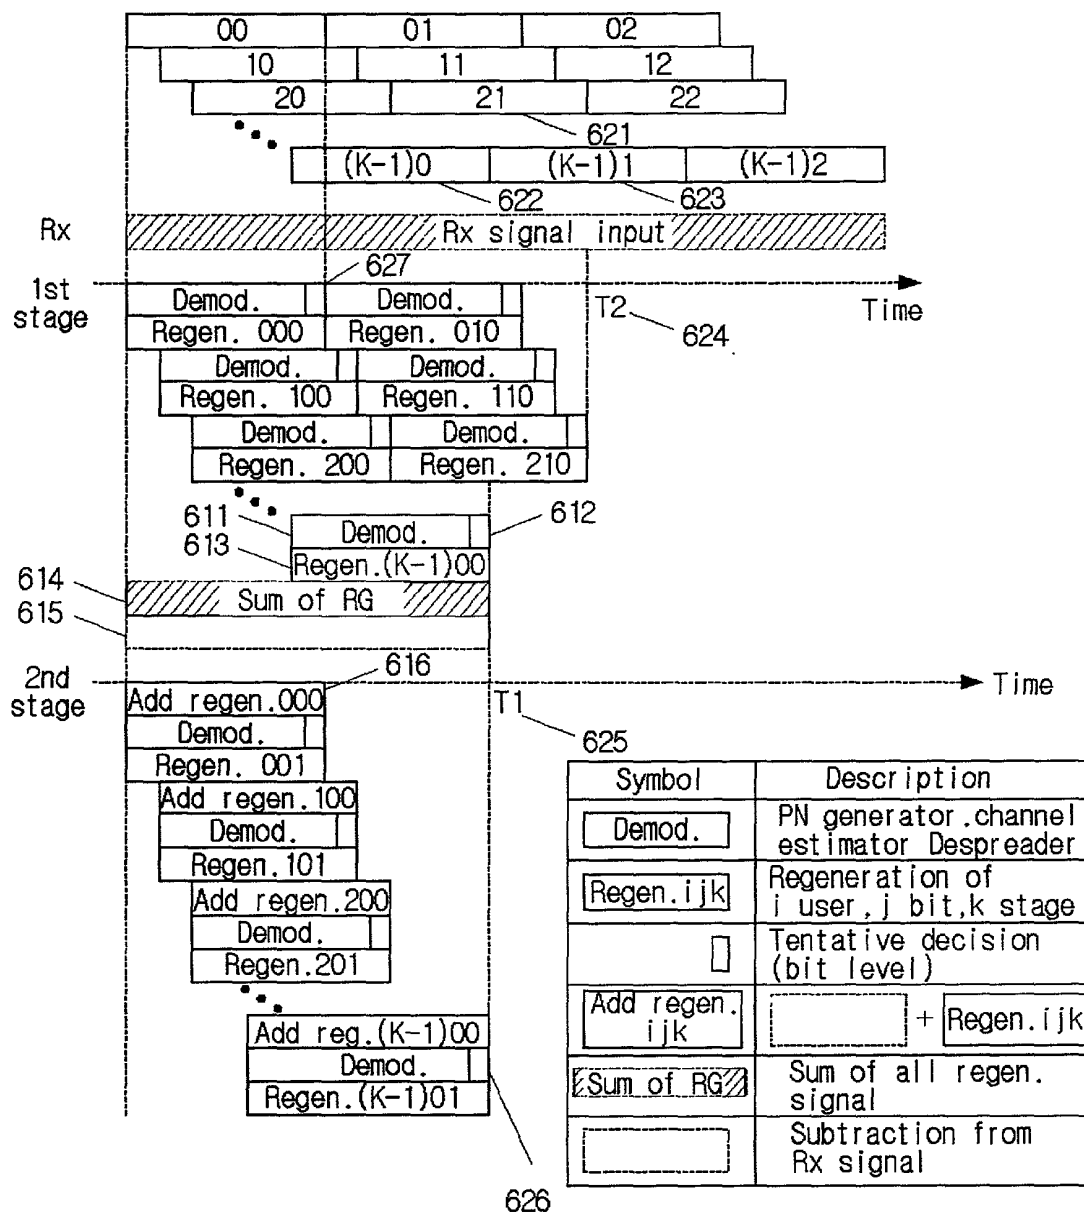 00 01 02
10 11 12
20 21 22
621
(K-1)0 (K-1)1 (K-1)2
622 623
Rx Rx signal input
627
1st stage
Demod. Demod.
T2
Time
Regen. 000 Regen. 010
624
Demod. Demod.
Regen. 100 Regen. 110
Demod. Demod.
Regen. 200 Regen. 210
611 Demod. 612
613 Regen.(K-1)00
614 Sum of RG
615
616
2nd stage
Time
Add regen.000
T1
Demod.
625
Regen. 001
Add regen.100
Demod.
Regen.101
Add regen.200
Demod.
Regen.201
Add reg.(K-1)00
Demod.
Regen.(K-1)01
626
Symbol Description
Demod. PN generator.channel
estimator Despreader
Regen.ijk Regeneration of
i user,j bit,k stage
Tentative decision
(bit level)
Add regen.
ijk
+ Regen.ijk
Sum of RG Sum of all regen.
signal
Subtraction from
Rx signal